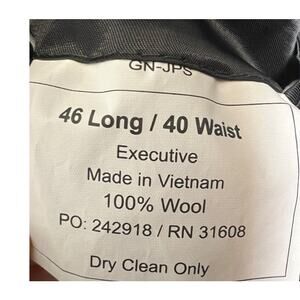 GN-JPS
46 Long / 40 Waist
Executive
Made in Vietnam
100% Wool
PO: 242918 / RN 31608
Dry Clean Only